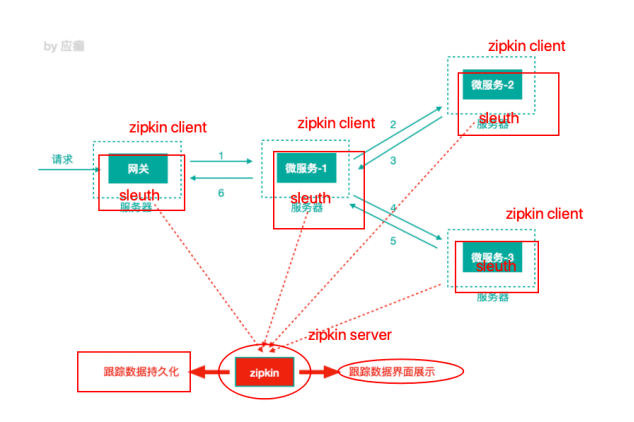 by 应癫
zipkin client
微服务-2
sleuth
服务器
zipkin client
zipkin client
2
3
请求
网关
1
微服务-1
sleuth
服务器
6
sleuth
服务器
4
5
zipkin client
微服务-3
sleuth
服务器
zipkin server
跟踪数据持久化
zipkin
跟踪数据界面展示